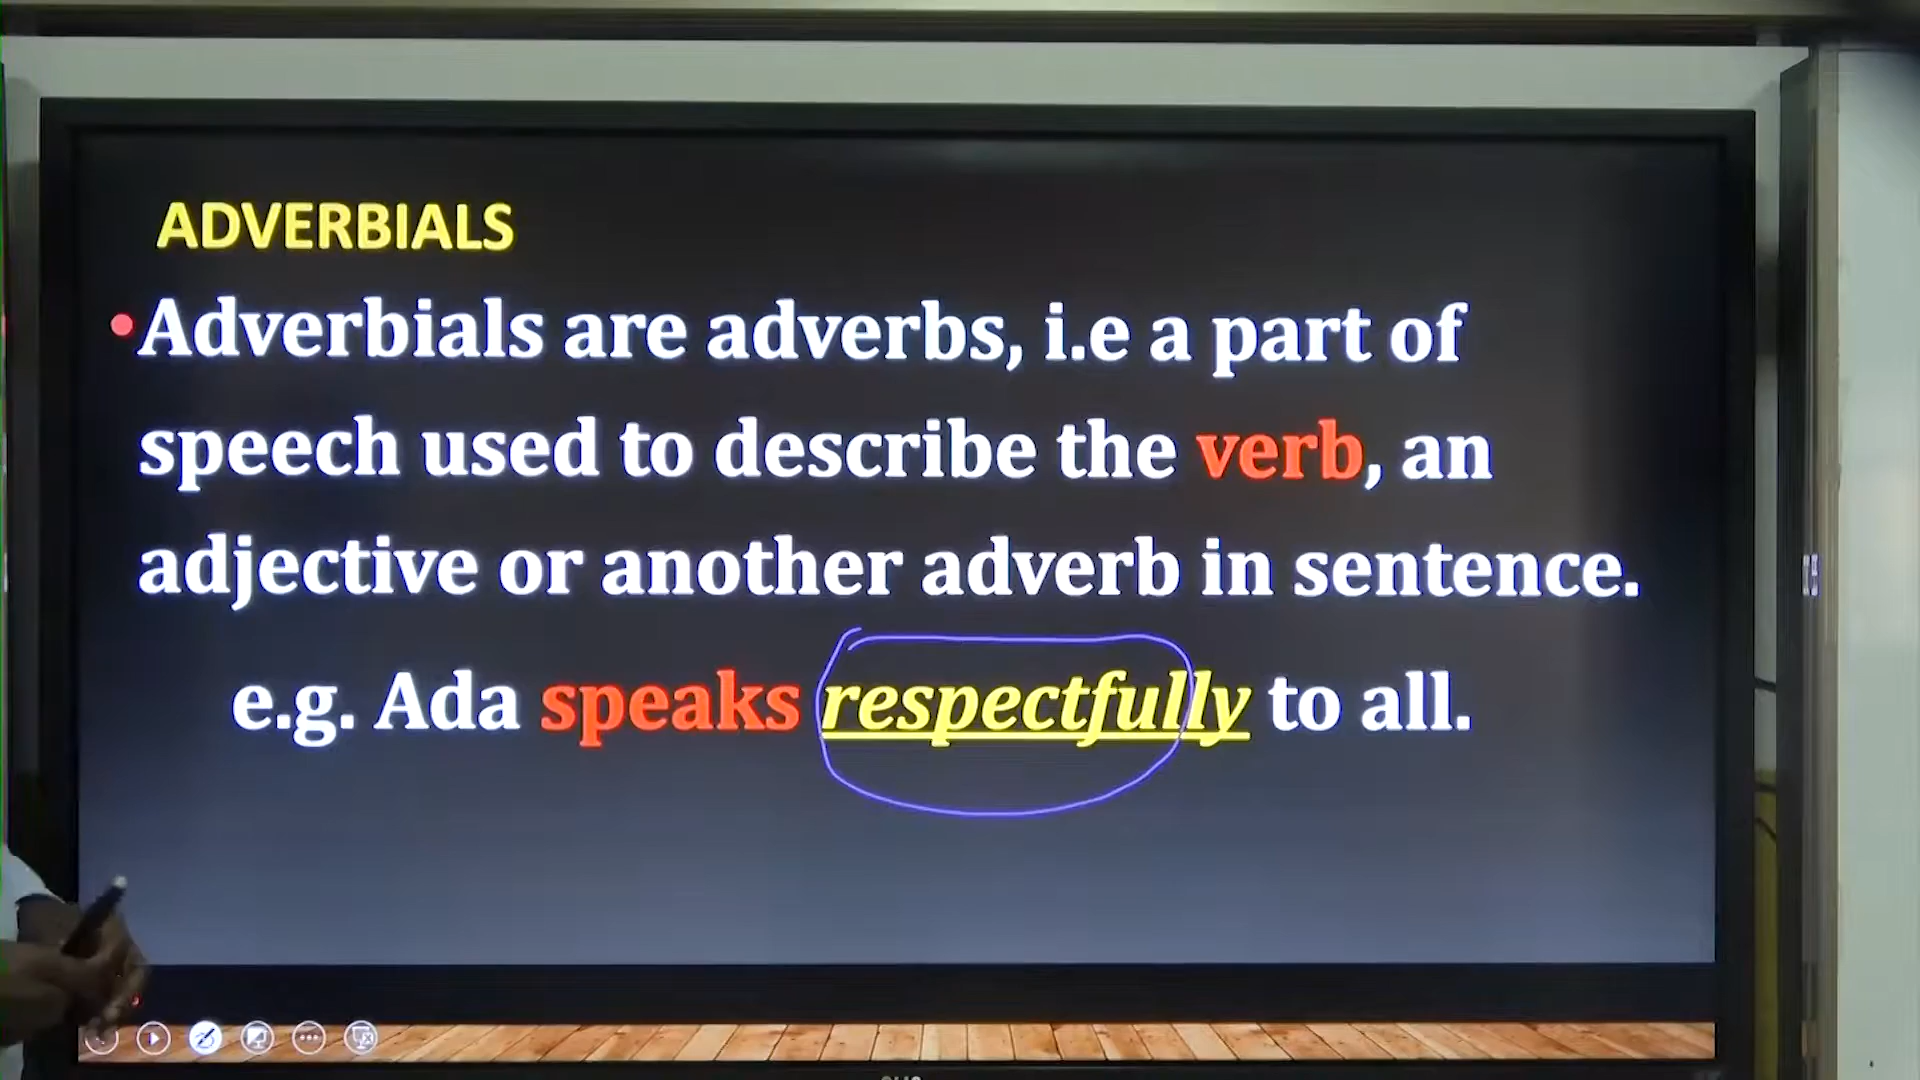 ADVERBIALS
•Adverbials are adverbs, i.e a part of
speech used to describe the verb, an
adjective or another adverb in sentence.
e.g. Ada speaks respectfully to all.